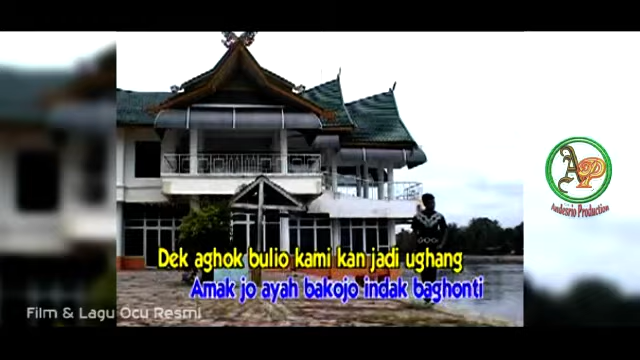 Andesrio Production
Dek aghok bulio kami kan jadi ughang
Amak jo ayah bakojo indak baghonti
Film & Lagu Ocu Resmi